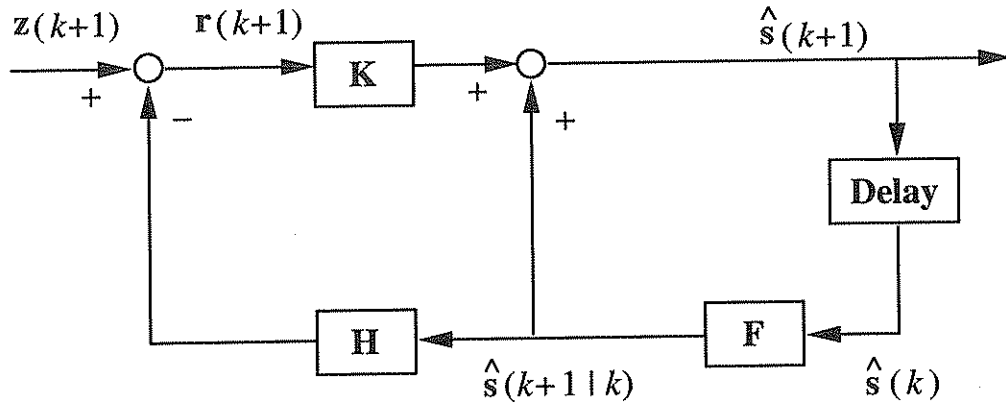 z(k+1)
r(k+1)
ŝ(k+1)
K
+
+
−
+
Delay
H
F
ŝ(k+1 | k)
ŝ(k)